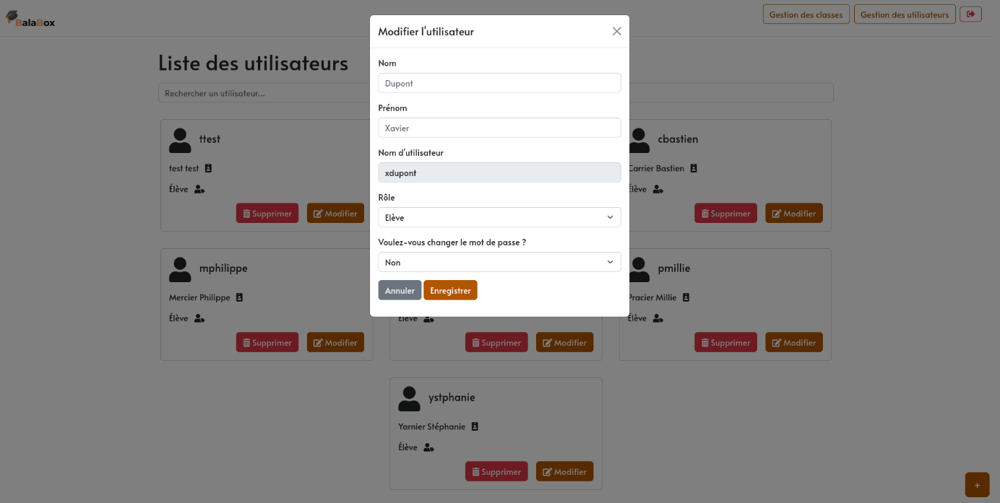 BalaBox
Gestion des classes
Gestion des utilisateurs
Liste des utilisateurs
Rechercher un utilisateur...
Modifier l'utilisateur
Nom
Dupont
Prénom
Xavier
Nom d'utilisateur
xdupont
Rôle
Elève
Voulez-vous changer le mot de passe ?
Non
Annuler Enregistrer
ttest
test test
Élève
Supprimer Modifier
cbastien
Carrier Bastien
Élève
Supprimer Modifier
mphilippe
Mercier Philippe
Élève
Supprimer Modifier
Élève
Supprimer Modifier
pmillie
Pracier Millie
Élève
Supprimer Modifier
ystphanie
Yarnier Stéphanie
Élève
Supprimer Modifier
+